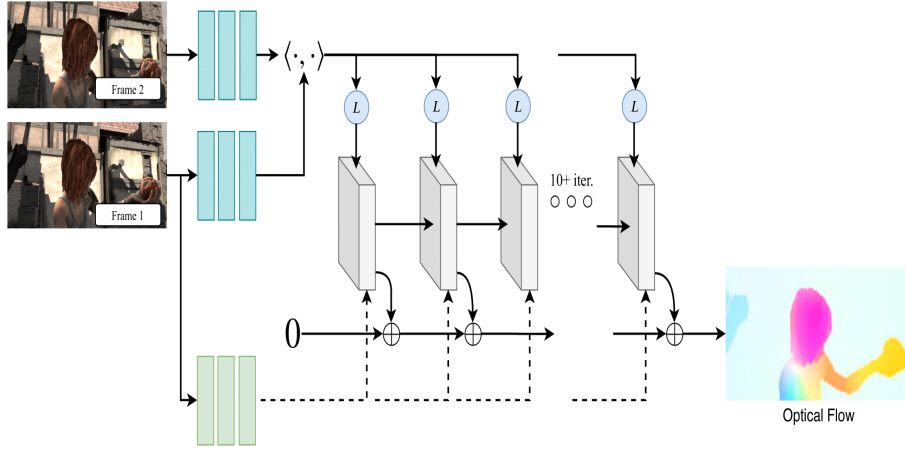 Frame 2
⟨·,·⟩
L L L L
Frame 1
10+ iter.
0
Optical Flow